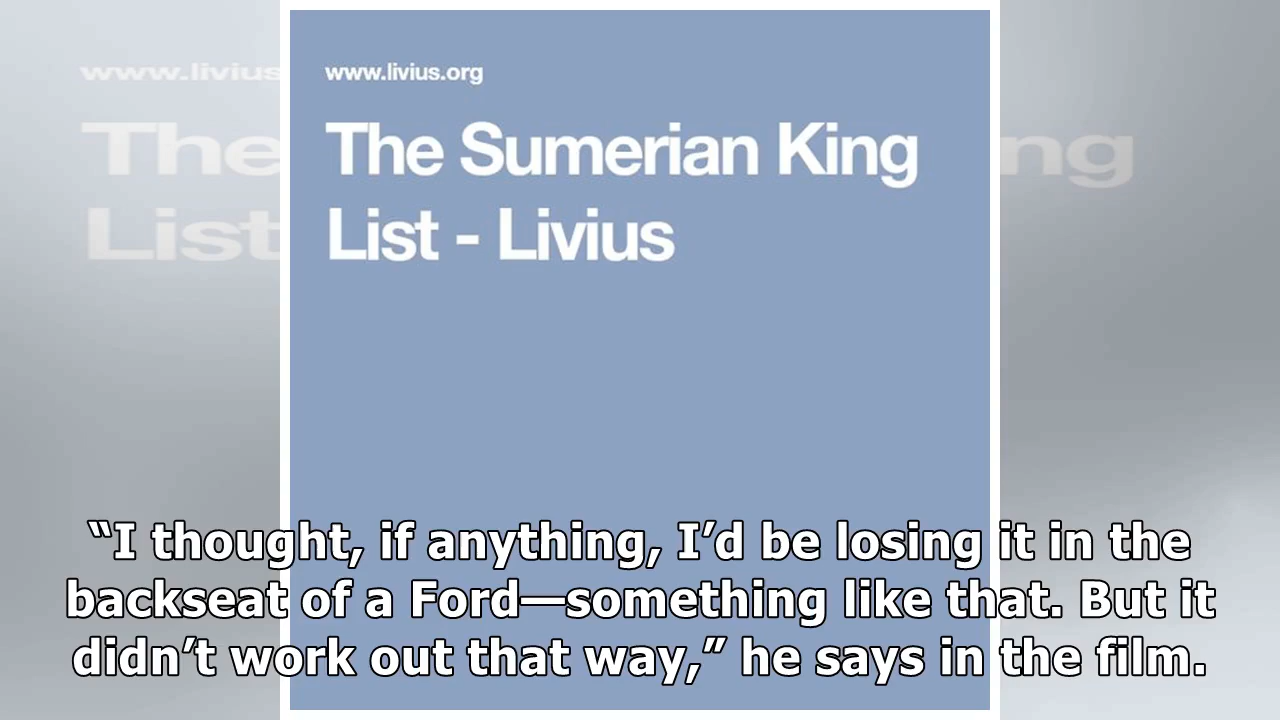 www.livius.org
The Sumerian King
List - Livius
“I thought, if anything, I’d be losing it in the
backseat of a Ford—something like that. But it
didn’t work out that way,” he says in the film.